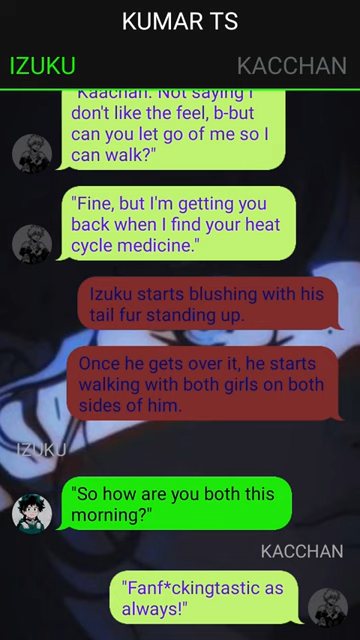 KUMAR TS
IZUKU
KACCHAN
"Kaachan. Not saying I
don't like the feel, b-but
can you let go of me so I
can walk?"
"Fine, but I'm getting you
back when I find your heat
cycle medicine."
Izuku starts blushing with his
tail fur standing up.
Once he gets over it, he starts
walking with both girls on both
sides of him.
IZUKU
"So how are you both this
morning?"
KACCHAN
"Fanf*ckingtastic as
always!"